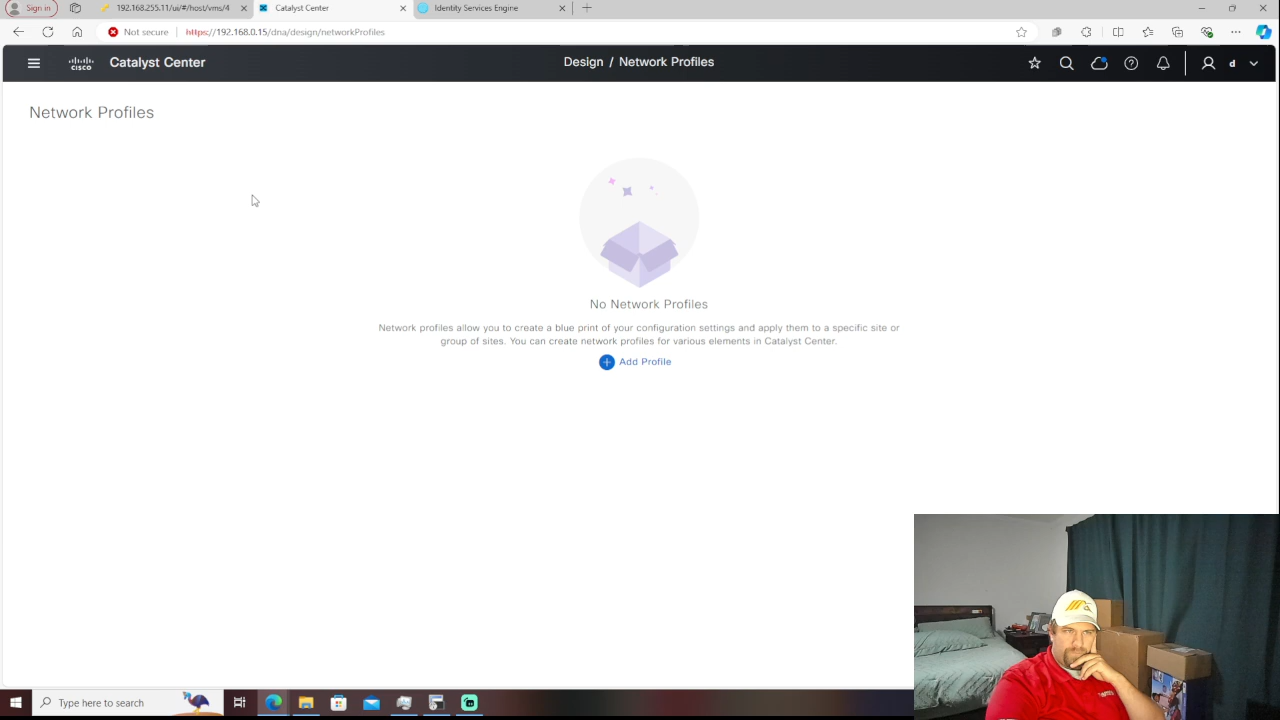 Sign in
192.168.255.11/ui/#/host/vms/4
Catalyst Center
Identity Services Engine
Not secure
https://192.168.0.15/dna/design/networkProfiles
CISCO
Catalyst Center
Design / Network Profiles
d
Network Profiles
No Network Profiles
Network profiles allow you to create a blue print of your configuration settings and apply them to a specific site or
group of sites. You can create network profiles for various elements in Catalyst Center.
Add Profile
Type here to search